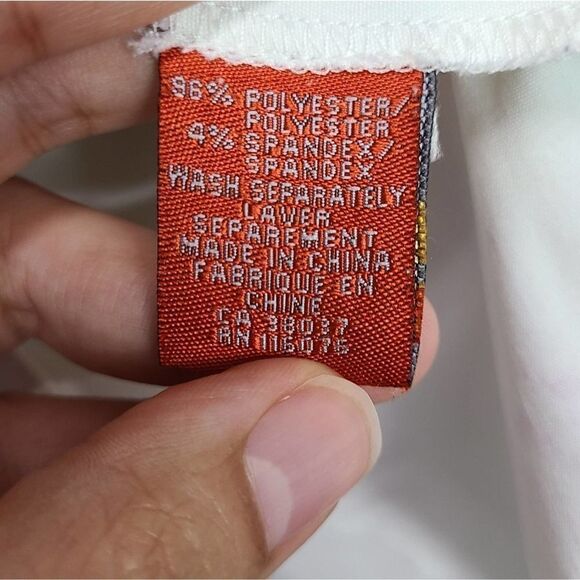 96% POLYESTER/
POLYESTER
4% SPANDEX/
SPANDEX
WASH SEPARATELY
LAVER
SEPAREMENT
MADE IN CHINA
FABRIQUE EN
CHINE
CA 38037
RN 116076